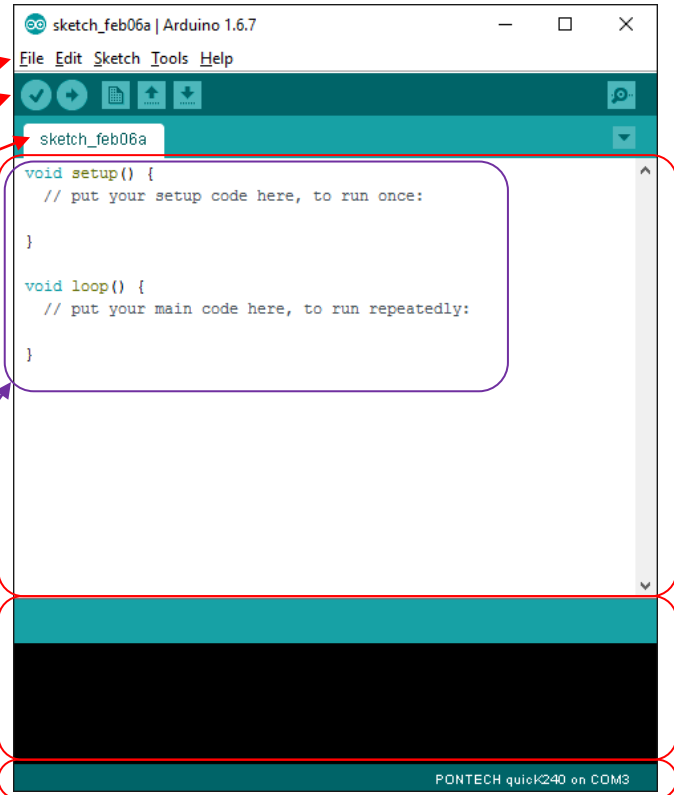 sketch_feb06a | Arduino 1.6.7
File Edit Sketch Tools Help
sketch_feb06a
void setup() {
  // put your setup code here, to run once:
}
void loop() {
  // put your main code here, to run repeatedly:
}
PONTECH quicK240 on COM3